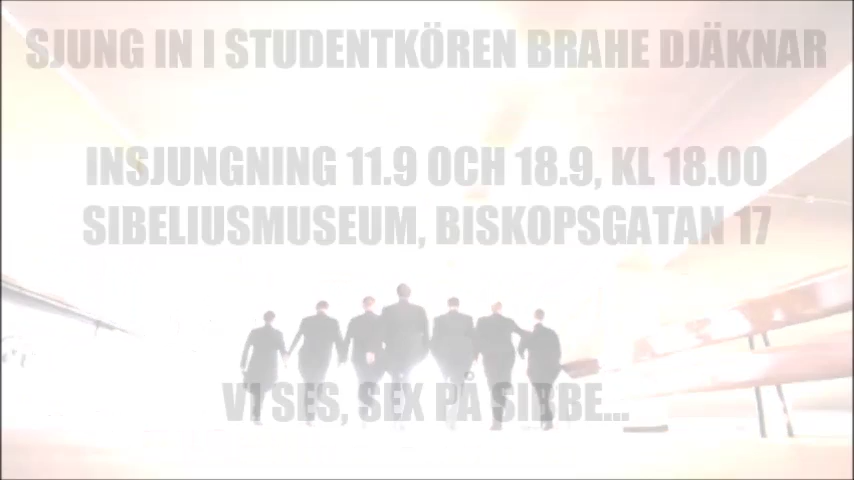 SJUNG IN I STUDENTKÖREN BRAHE DJÄKNAR
INSJUNGNING 11.9 OCH 18.9, KL 18.00
SIBELIUSMUSEUM, BISKOPSGATAN 17
VI SES, SEX PÅ SIBBE...